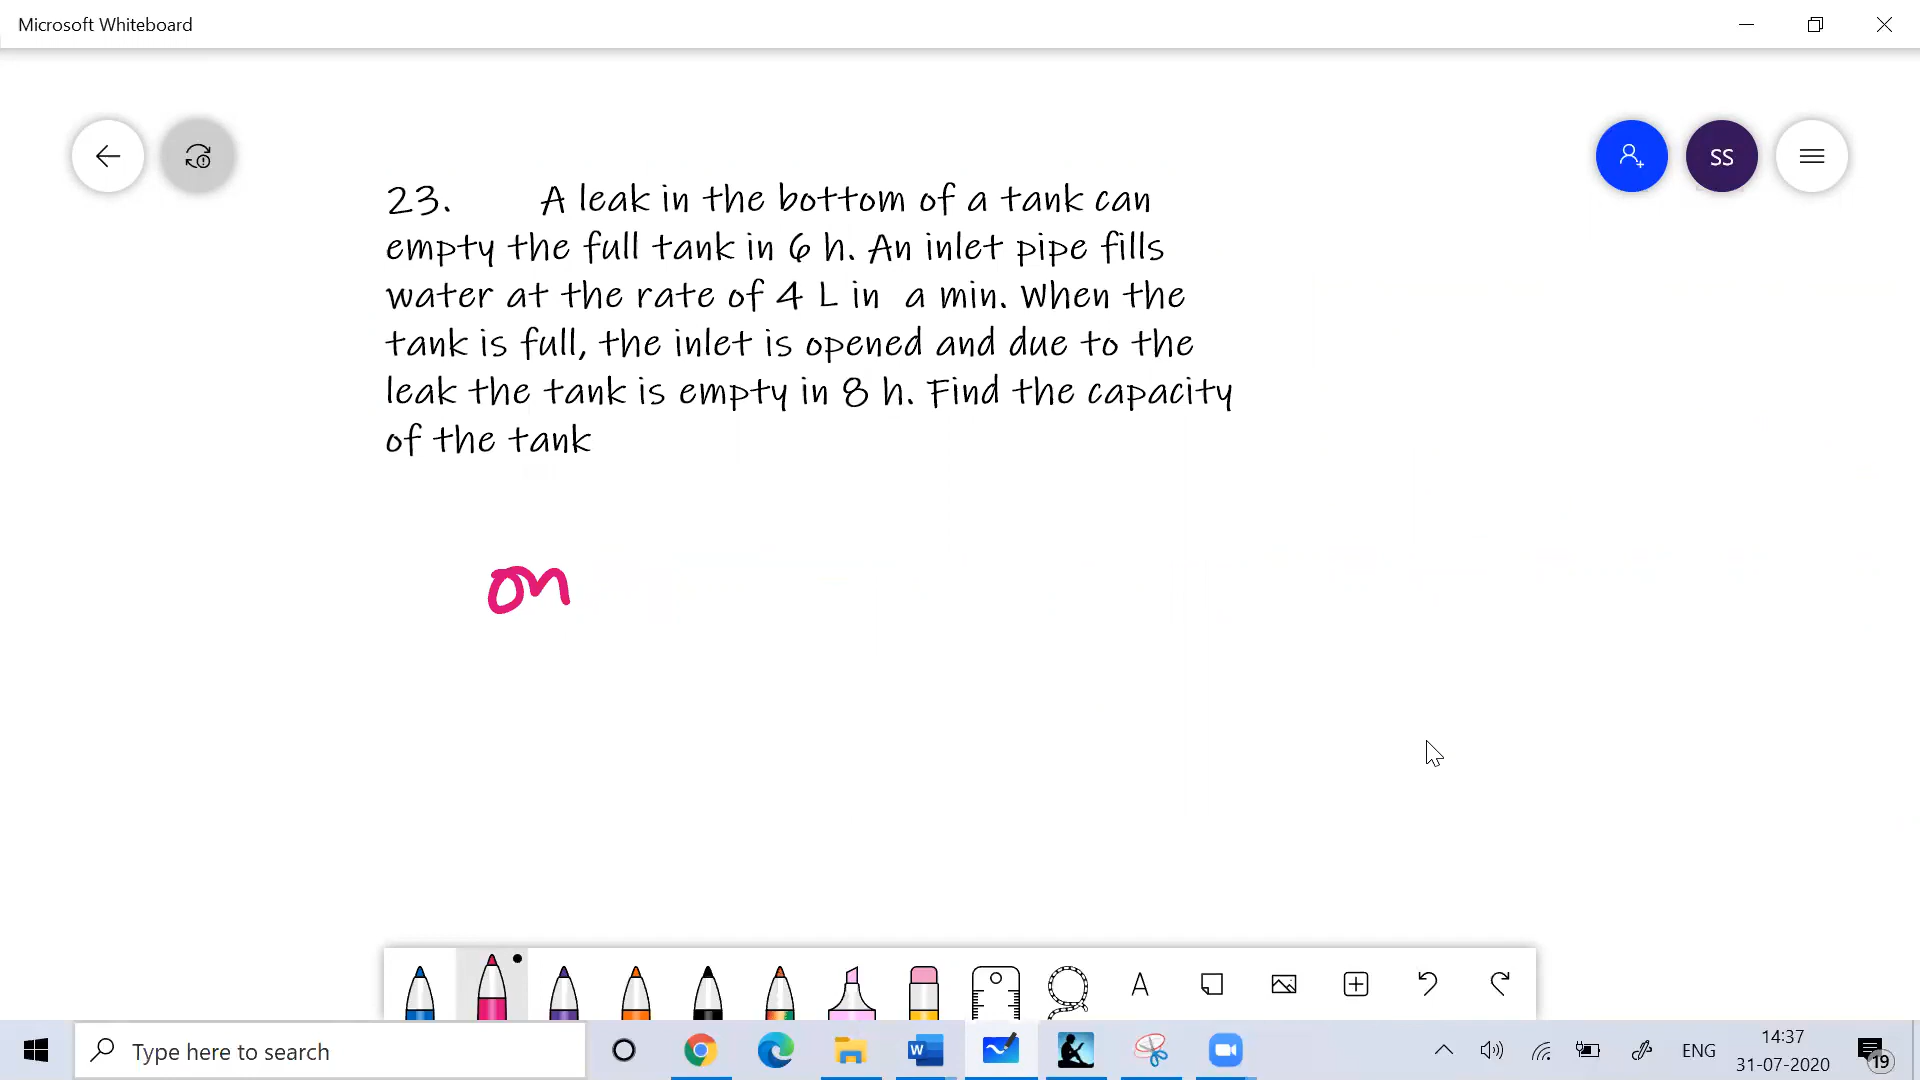 Microsoft Whiteboard
SS
23. A leak in the bottom of a tank can
empty the full tank in 6 h. An inlet pipe fills
water at the rate of 4 L in a min. When the
tank is full, the inlet is opened and due to the
leak the tank is empty in 8 h. Find the capacity
of the tank
on
A
Type here to search
W
ENG
14:37
31-07-2020
19